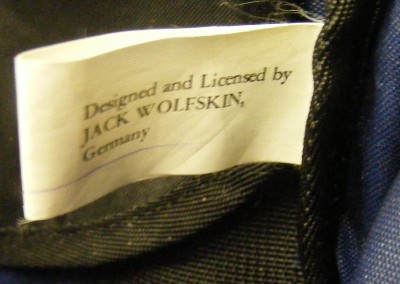 Designed and Licensed by
JACK WOLFSKIN,
Germany